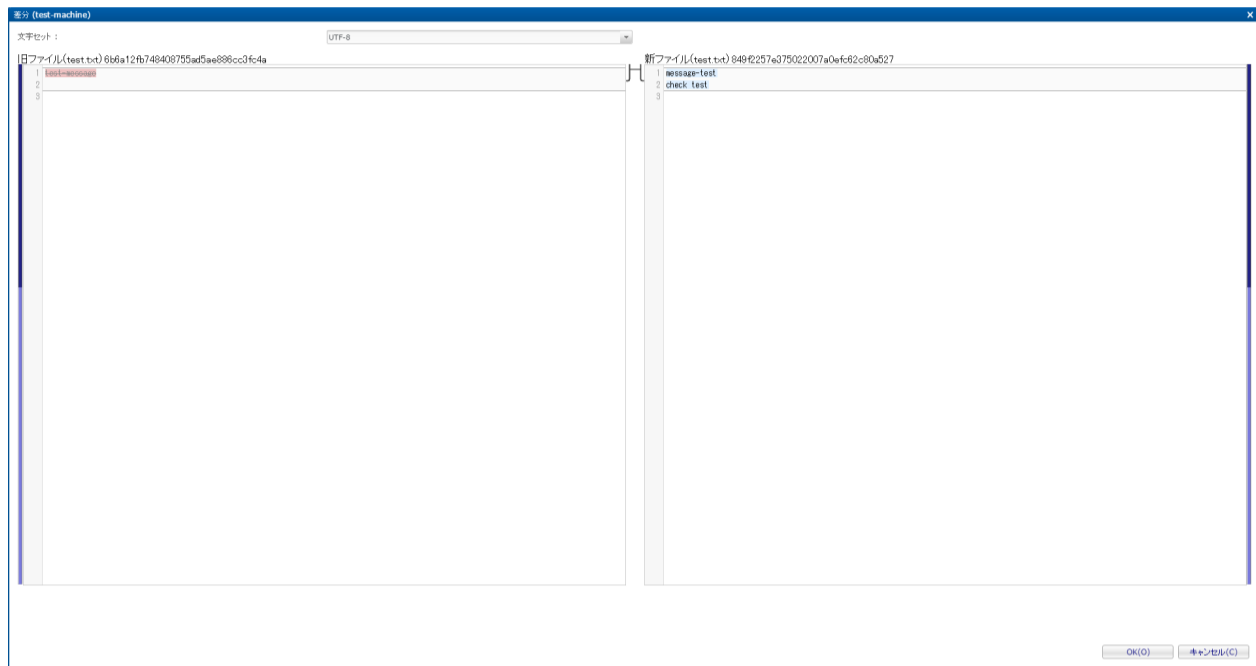 差分 (test-machine)
文字セット： UTF-8
旧ファイル(test.txt) 6b6a12fb748408755ad5ae886cc3fc4a
1 test-message
2
3
新ファイル(test.txt) 849f2257e375022007a0efc62c80a527
1 message-test
2 check test
3
OK(O) キャンセル(C)